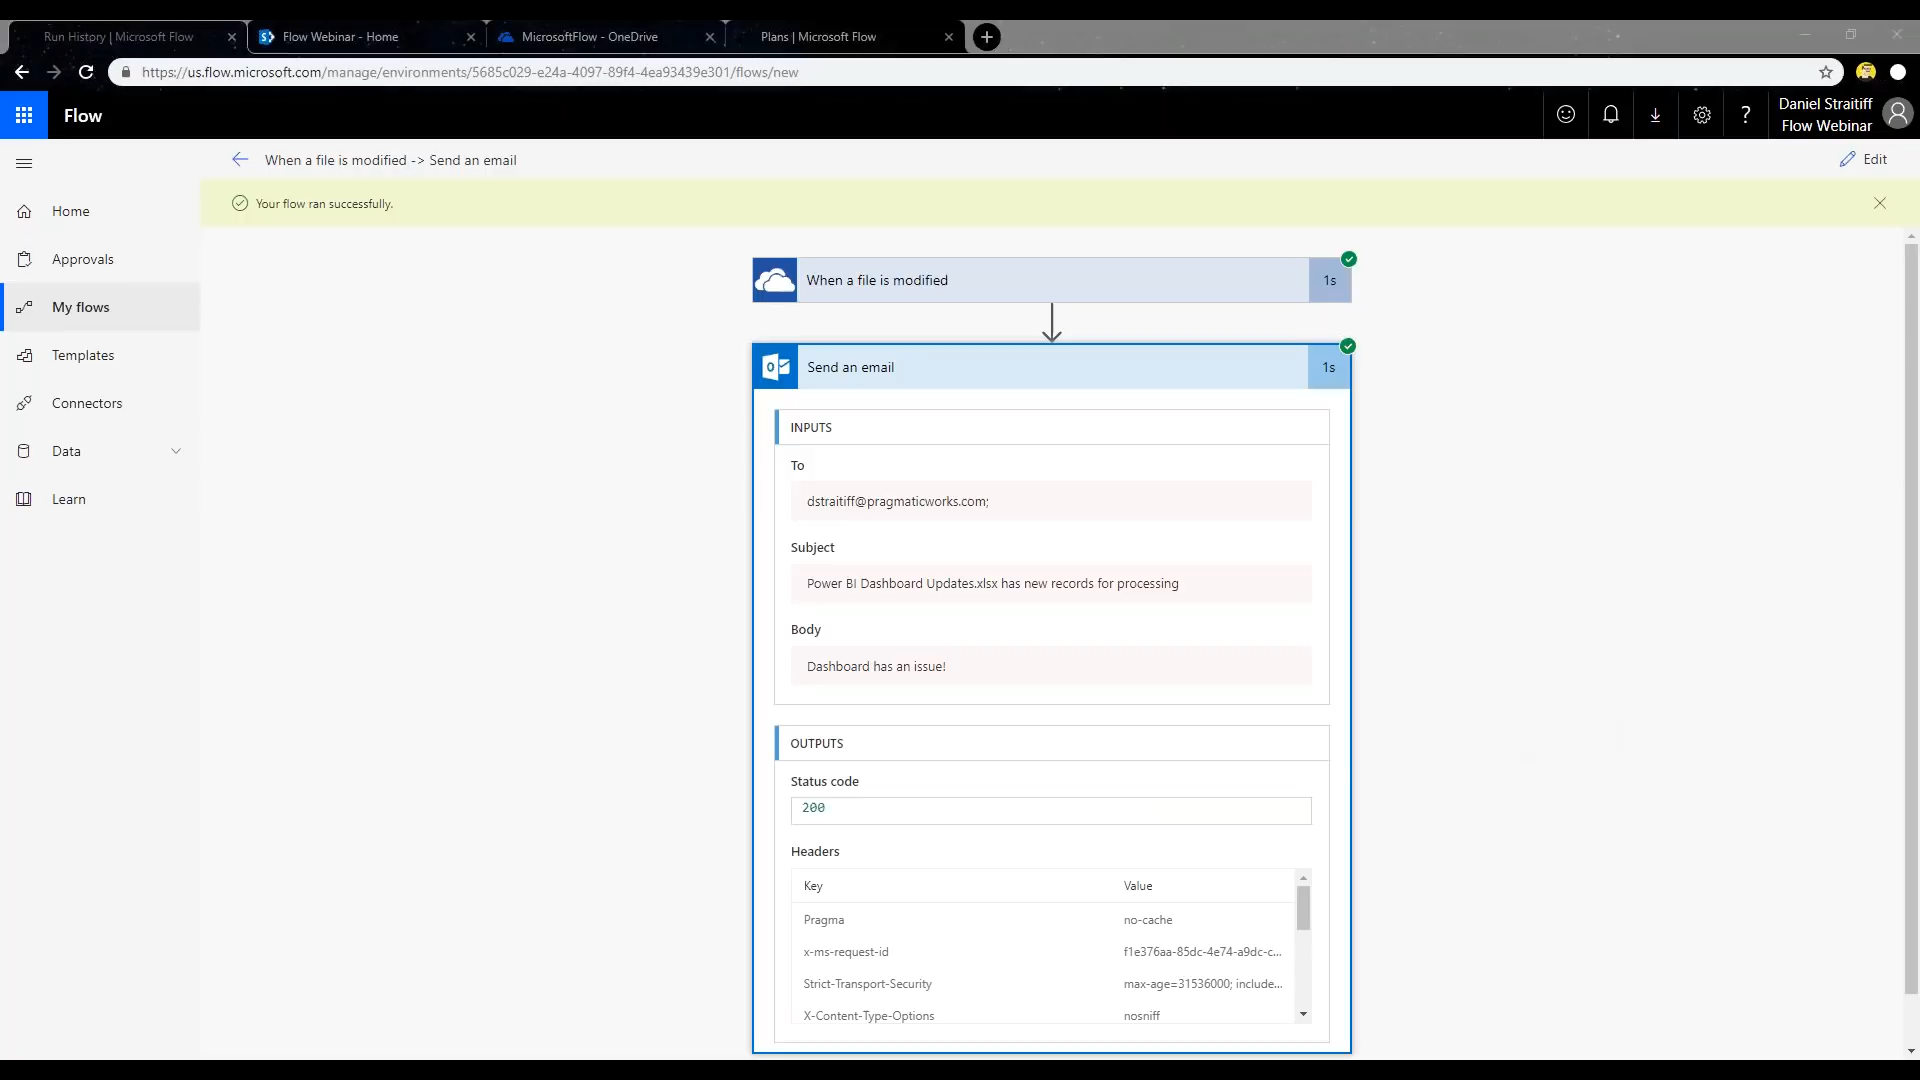 Run History | Microsoft Flow
Flow Webinar - Home
MicrosoftFlow - OneDrive
Plans | Microsoft Flow
https://us.flow.microsoft.com/manage/environments/5685c029-e24a-4097-89f4-4ea93439e301/flows/new
Flow
Daniel Straitiff
Flow Webinar
When a file is modified -> Send an email
Edit
Your flow ran successfully.
Home
Approvals
My flows
Templates
Connectors
Data
Learn
When a file is modified
1s
Send an email
1s
INPUTS
To
dstraitiff@pragmaticworks.com;
Subject
Power BI Dashboard Updates.xlsx has new records for processing
Body
Dashboard has an issue!
OUTPUTS
Status code
200
Headers
Key Value
Pragma no-cache
x-ms-request-id f1e376aa-85dc-4e74-a9dc-c...
Strict-Transport-Security max-age=31536000; include...
X-Content-Type-Options nosniff